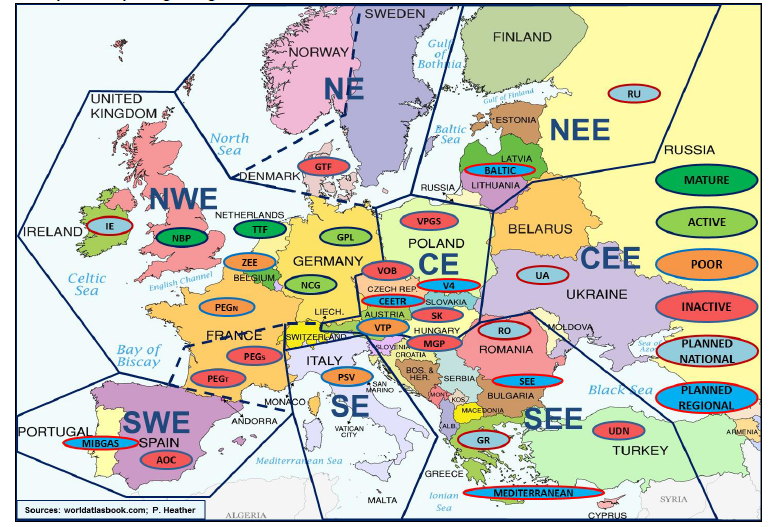 SWEDEN
NORWAY
FINLAND
Gulf
of
Bothnia
NE
RU
UNITED
KINGDOM
Gulf of Finland
ESTONIA
NEE
North
Sea
Baltic
Sea
RUSSIA
GTF
LATVIA
BALTIC
DENMARK
LITHUANIA
MATURE
RUSSIA
NWE
NETHERLANDS
IRELAND
IE
NBP
TTF
GPL
VPGS
ACTIVE
BELARUS
POLAND
GERMANY
CEE
ZEE
CE
POOR
Celtic
Sea
English Channel
BELGIUM
NCG
VOB
UA
CZECH REP.
V4
UKRAINE
CEETR
SLOVAKIA
INACTIVE
PEGN
LIECH.
AUSTRIA
SK
FRANCE
SWITZERLAND
VTP
HUNGARY
RO
MOLDOVA
MGP
PLANNED
NATIONAL
Sea of
Azov
Bay of
Biscay
PEGS
ITALY
SLOVENIA
CROATIA
ROMANIA
PEGT
PSV
SAN
MARINO
BOS. &
HER.
SERBIA
SEE
PLANNED
REGIONAL
Black Sea
MONACO
SE
MONT.
KOS.
BULGARIA
ANDORRA
SWE
MACEDONIA
SEE
PORTUGAL
VATICAN
CITY
ALB.
UDN
ARMENIA
MIBGAS
SPAIN
GR
TURKEY
AOC
Mediterranean Sea
GREECE
MEDITERRANEAN
Ionian
Sea
MALTA
SYRIA
Sources: worldatlasbook.com; P. Heather
ALGERIA
CYPRUS